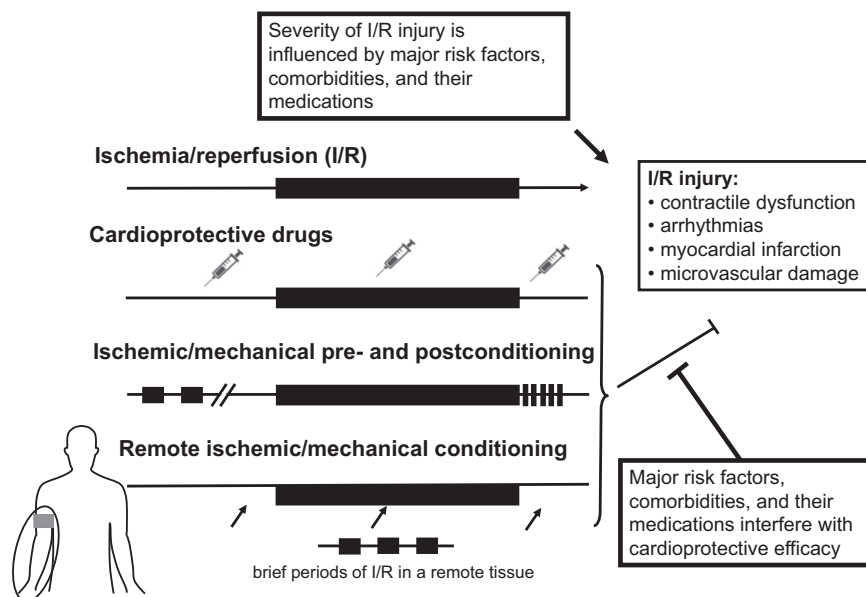 Severity of I/R injury is
influenced by major risk factors,
comorbidities, and their
medications
Ischemia/reperfusion (I/R)
I/R injury:
• contractile dysfunction
• arrhythmias
• myocardial infarction
• microvascular damage
Cardioprotective drugs
Ischemic/mechanical pre- and postconditioning
Remote ischemic/mechanical conditioning
Major risk factors,
comorbidities, and their
medications interfere with
cardioprotective efficacy
brief periods of I/R in a remote tissue